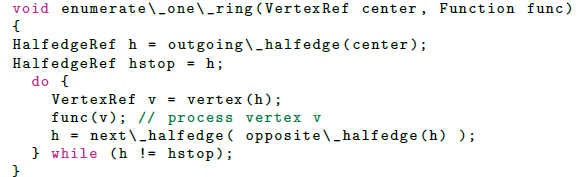 void enumerate\_one\_ring(VertexRef center, Function func)
{
HalfedgeRef h = outgoing\_halfedge(center);
HalfedgeRef hstop = h;
do {
VertexRef v = vertex(h);
func(v); // process vertex v
h = next\_halfedge( opposite\_halfedge(h) );
} while (h != hstop);
}